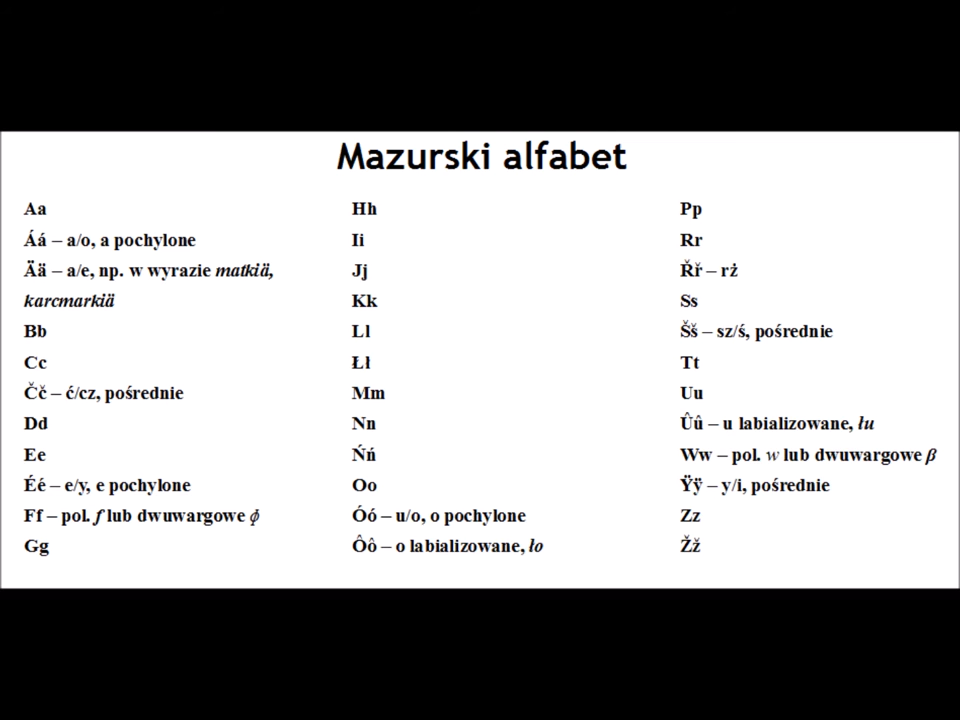 Mazurski alfabet
Aa
Áá – a/o, a pochylone
Ää – a/e, np. w wyrazie matkiä,
karcmarkiä
Bb
Cc
Čč – ć/cz, pośrednie
Dd
Ee
Éé – e/y, e pochylone
Ff – pol. f lub dwuwargowe ɸ
Gg
Hh
Ii
Jj
Kk
Ll
Łł
Mm
Nn
Ńń
Oo
Óó – u/o, o pochylone
Ôô – o labializowane, ło
Pp
Rr
Řř – rż
Ss
Šš – sz/ś, pośrednie
Tt
Uu
Ûû – u labializowane, łu
Ww – pol. w lub dwuwargowe β
Ÿÿ – y/i, pośrednie
Zz
Žž